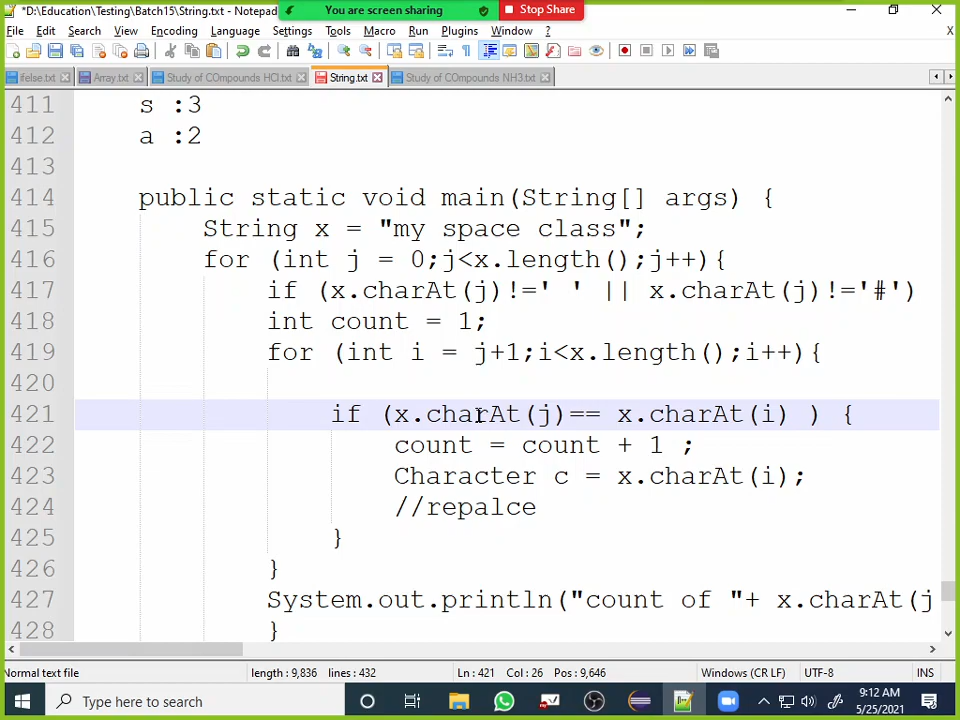 *D:\Education\Testing\Batch15\String.txt - Notepad
You are screen sharing
Stop Share
File Edit Search View Encoding Language Settings Tools Macro Run Plugins Window ? X
ifelse.txt Array.txt Study of COmpounds HCl.txt String.txt Study of COmpounds NH3.txt
411 s :3
412 a :2
413
414 public static void main(String[] args) {
415 String x = "my space class";
416 for (int j = 0;j<x.length();j++){
417 if (x.charAt(j)!=' ' || x.charAt(j)!='#')
418 int count = 1;
419 for (int i = j+1;i<x.length();i++){
420
421 if (x.charAt(j)== x.charAt(i) ) {
422 count = count + 1 ;
423 Character c = x.charAt(i);
424 //repalce
425 }
426 }
427 System.out.println("count of "+ x.charAt(j
428 }
Normal text file length : 9,836 lines : 432 Ln : 421 Col : 26 Pos : 9,646 Windows (CR LF) UTF-8 INS
Type here to search
9:12 AM
5/25/2021